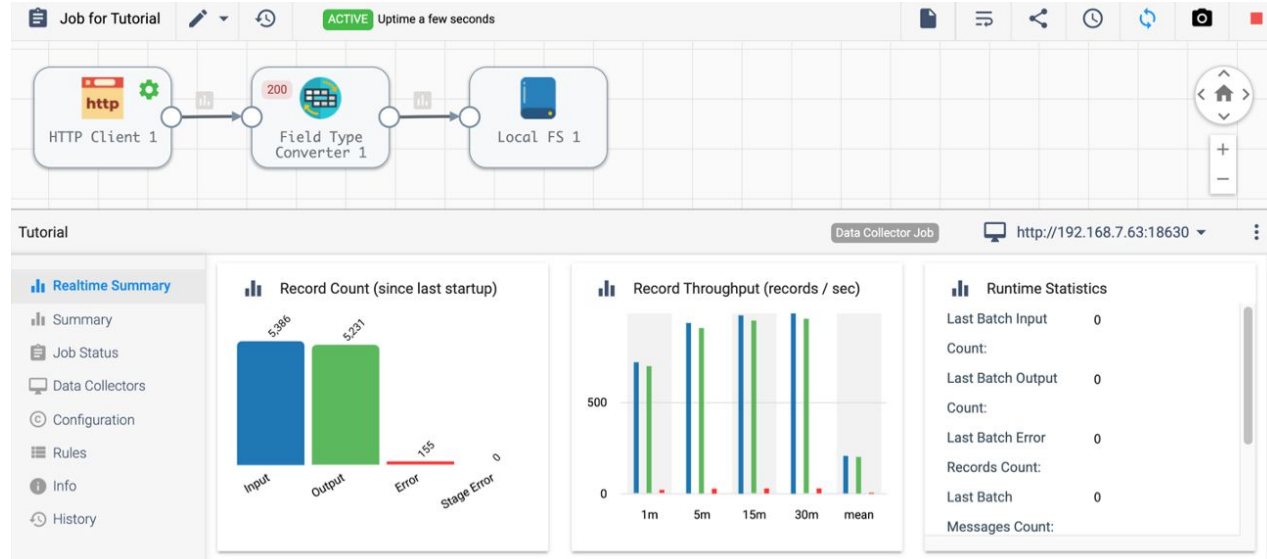 Job for Tutorial
ACTIVE Uptime a few seconds
http
200
HTTP Client 1
Field Type
Converter 1
Local FS 1
Tutorial
Data Collector Job
http://192.168.7.63:18630
Realtime Summary
Summary
Job Status
Data Collectors
Configuration
Rules
Info
History
Record Count (since last startup)
5,386
5,231
155
0
Input
Output
Error
Stage Error
Record Throughput (records / sec)
500
0
1m 5m 15m 30m mean
Runtime Statistics
Last Batch Input 0
Count:
Last Batch Output 0
Count:
Last Batch Error 0
Records Count:
Last Batch 0
Messages Count: